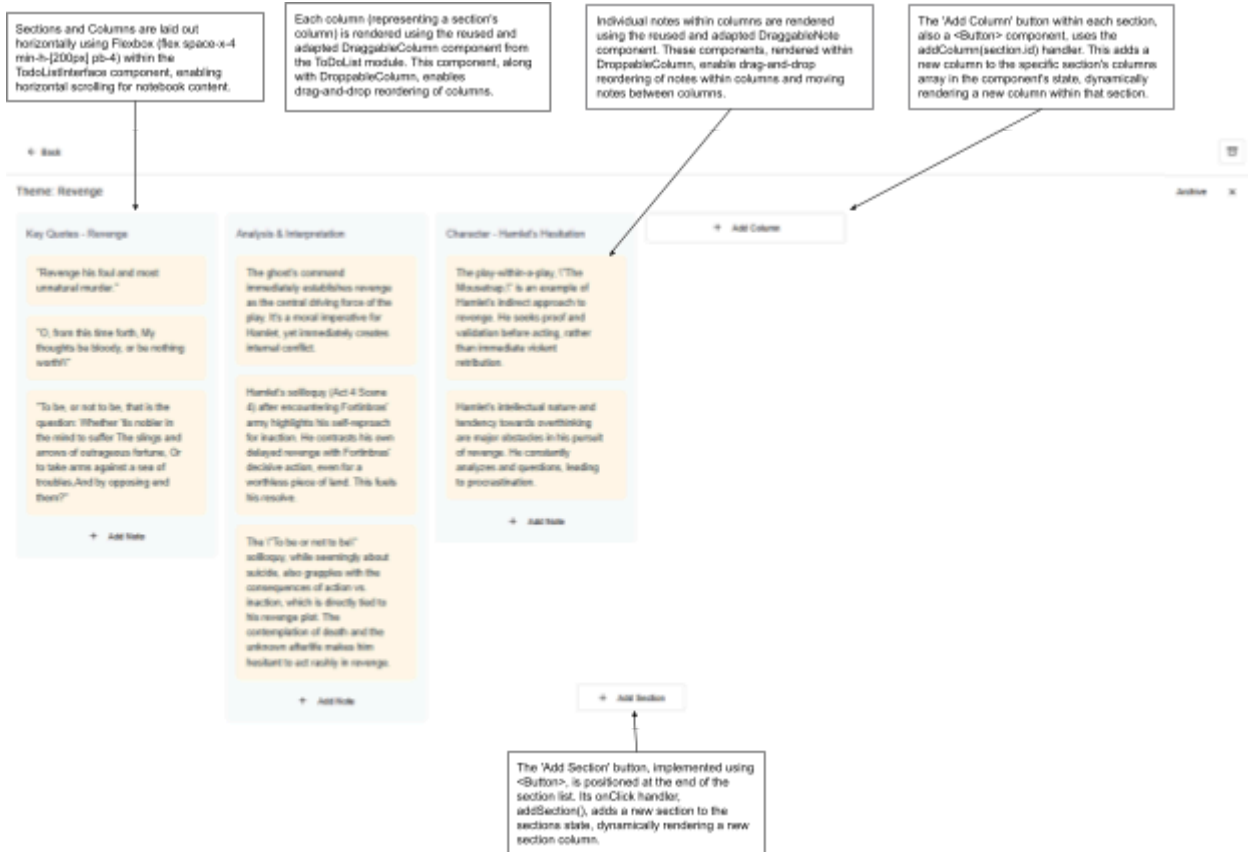 Sections and Columns are laid out
horizontally using Flexbox (flex space-x-4
min-h-[200px] pb-4) within the
TodoListInterface component, enabling
horizontal scrolling for notebook content.
Each column (representing a section's
column) is rendered using the reused and
adapted DraggableColumn component from
the ToDoList module. This component, along
with DroppableColumn, enables
drag-and-drop reordering of columns.
Individual notes within columns are rendered
using the reused and adapted DraggableNote
component. These components, rendered within
DroppableColumn, enable drag-and-drop
reordering of notes within columns and moving
notes between columns.
The 'Add Column' button within each section,
also a <Button> component, uses the
addColumn(section.id) handler. This adds a
new column to the specific section's columns
array in the component's state, dynamically
rendering a new column within that section.
← Back
Theme: Revenge
Archive ×
Key Quotes - Revenge
"Revenge his foul and most
unnatural murder."
"O, from this time forth, My
thoughts be bloody, or be nothing
worth!"
"To be, or not to be, that is the
question: Whether 'tis nobler in
the mind to suffer The slings and
arrows of outrageous fortune, Or
to take arms against a sea of
troubles,And by opposing end
them?"
+ Add Note
Analysis & Interpretation
The ghost's command
immediately establishes revenge
as the central driving force of the
play. It's a moral imperative for
Hamlet, yet immediately creates
internal conflict.
Hamlet's soliloquy (Act 4 Scene
4) after encountering Fortinbras'
army highlights his self-reproach
for inaction. He contrasts his own
delayed revenge with Fortinbras'
decisive action, even for a
worthless piece of land. This fuels
his resolve.
The \"To be or not to be\"
soliloquy, while seemingly about
suicide, also grapples with the
consequences of action vs.
inaction, which is directly tied to
his revenge plot. The
contemplation of death and the
unknown afterlife makes him
hesitant to act rashly in revenge.
+ Add Note
Character - Hamlet's Hesitation
The play-within-a-play, \"The
Mousetrap,\" is an example of
Hamlet's indirect approach to
revenge. He seeks proof and
validation before acting, rather
than immediate violent
retribution.
Hamlet's intellectual nature and
tendency towards overthinking
are major obstacles in his pursuit
of revenge. He constantly
analyzes and questions, leading
to procrastination.
+ Add Note
+ Add Column
+ Add Section
The 'Add Section' button, implemented using
<Button>, is positioned at the end of the
section list. Its onClick handler,
addSection(), adds a new section to the
sections state, dynamically rendering a new
section column.